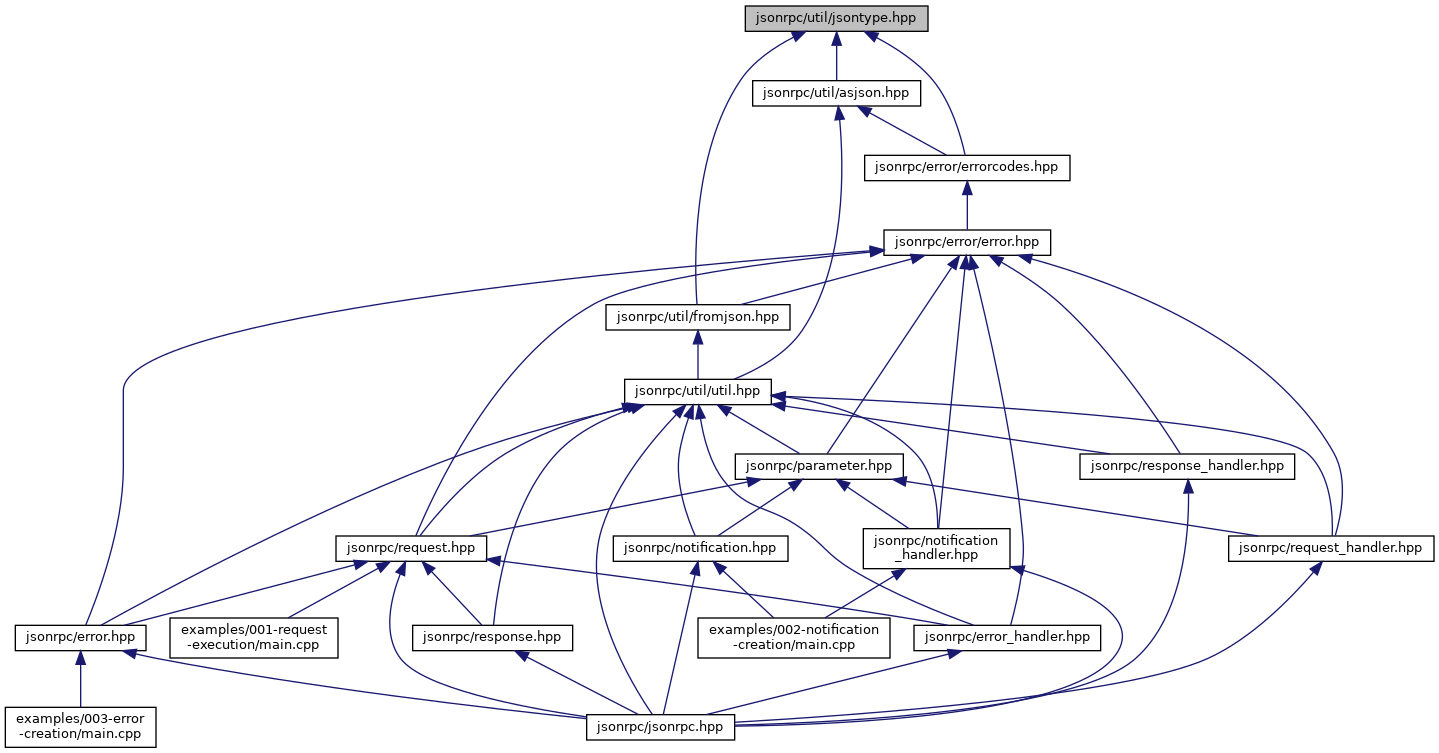 jsonrpc/util/jsontype.hpp
jsonrpc/util/asjson.hpp
jsonrpc/error/errorcodes.hpp
jsonrpc/error/error.hpp
jsonrpc/util/fromjson.hpp
jsonrpc/util/util.hpp
jsonrpc/parameter.hpp
jsonrpc/response_handler.hpp
jsonrpc/request.hpp
jsonrpc/notification.hpp
jsonrpc/notification
_handler.hpp
jsonrpc/request_handler.hpp
jsonrpc/error.hpp
examples/001-request
-execution/main.cpp
jsonrpc/response.hpp
examples/002-notification
-creation/main.cpp
jsonrpc/error_handler.hpp
examples/003-error
-creation/main.cpp
jsonrpc/jsonrpc.hpp